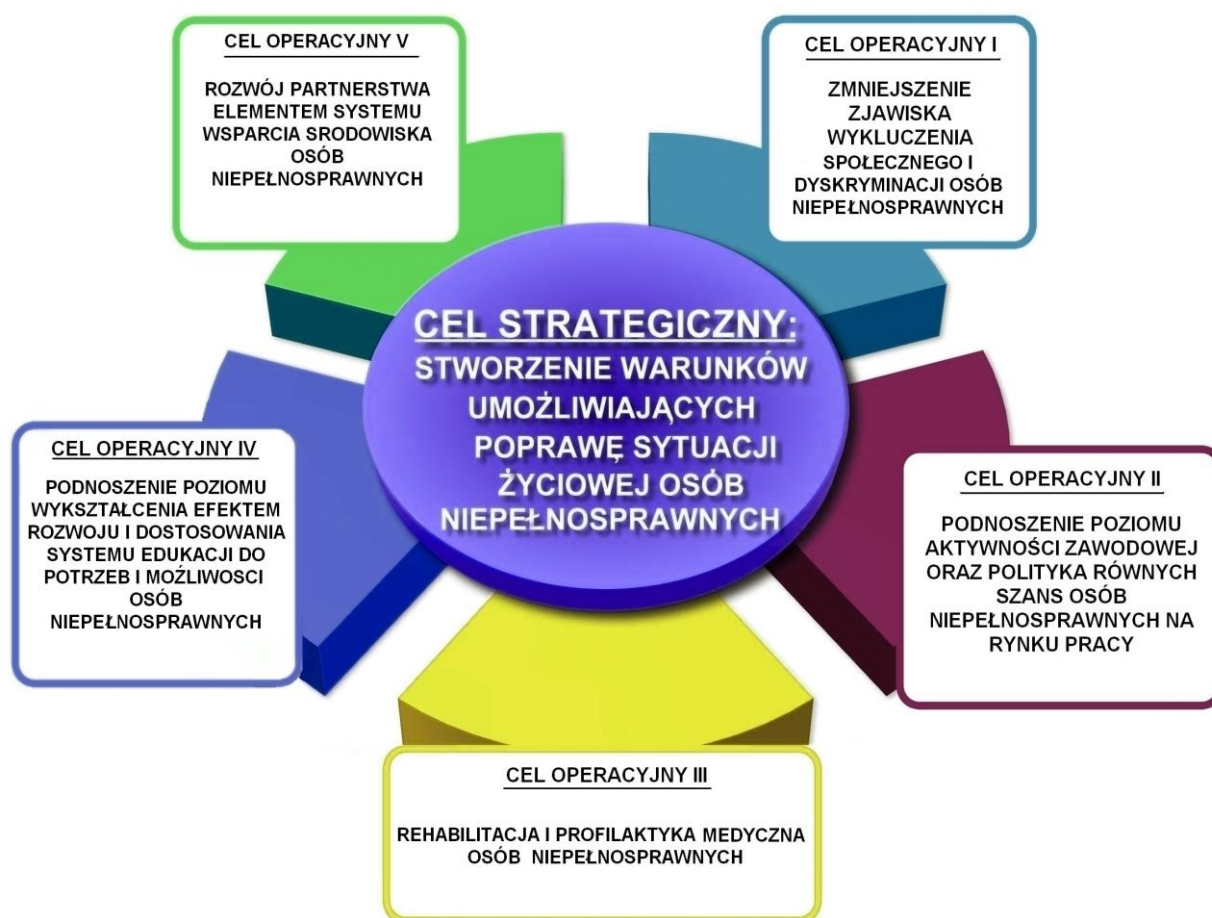 CEL OPERACYJNY V
ROZWÓJ PARTNERSTWA
ELEMENTEM SYSTEMU
WSPARCIA SRODOWISKA
OSÓB
NIEPEŁNOSPRAWNYCH
CEL OPERACYJNY I
ZMNIEJSZENIE
ZJAWISKA
WYKLUCZENIA
SPOŁECZNEGO I
DYSKRYMINACJI OSÓB
NIEPEŁNOSPRAWNYCH
CEL STRATEGICZNY:
STWORZENIE WARUNKÓW
UMOŻLIWIAJĄCYCH
POPRAWĘ SYTUACJI
ŻYCIOWEJ OSÓB
NIEPEŁNOSPRAWNYCH
CEL OPERACYJNY IV
PODNOSZENIE POZIOMU
WYKSZTAŁCENIA EFEKTEM
ROZWOJU I DOSTOSOWANIA
SYSTEMU EDUKACJI DO
POTRZEB I MOŹLIWOSCI
OSÓB
NIEPEŁNOSPRAWNYCH
CEL OPERACYJNY II
PODNOSZENIE POZIOMU
AKTYWNOŚCI ZAWODOWEJ
ORAZ POLITYKA RÓWNYCH
SZANS OSÓB
NIEPEŁNOSPRAWNYCH NA
RYNKU PRACY
CEL OPERACYJNY III
REHABILITACJA I PROFILAKTYKA MEDYCZNA
OSÓB NIEPEŁNOSPRAWNYCH